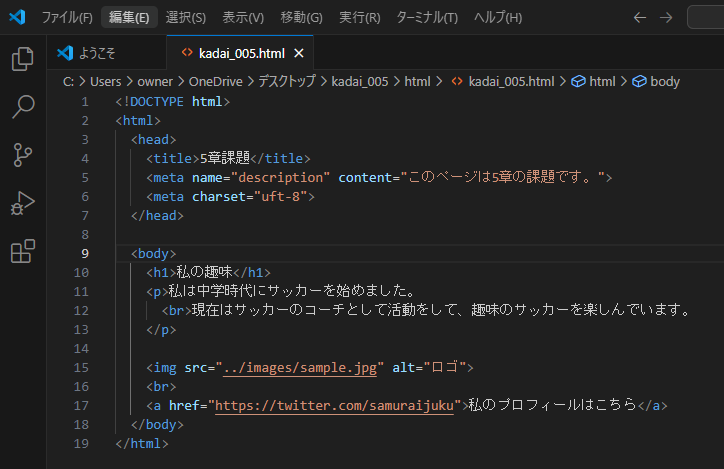 ファイル(F) 編集(E) 選択(S) 表示(V) 移動(G) 実行(R) ターミナル(T) ヘルプ(H)
ようこそ kadai_005.html
C: > Users > owner > OneDrive > デスクトップ > kadai_005 > html > kadai_005.html > html > body
1 <!DOCTYPE html>
2 <html>
3 <head>
4 <title>5章課題</title>
5 <meta name="description" content="このページは5章の課題です。">
6 <meta charset="uft-8">
7 </head>
8
9 <body>
10 <h1>私の趣味</h1>
11 <p>私は中学時代にサッカーを始めました。
12 <br>現在はサッカーのコーチとして活動をして、趣味のサッカーを楽しんでいます。
13 </p>
14
15 <img src="../images/sample.jpg" alt="ロゴ">
16 <br>
17 <a href="https://twitter.com/samuraijuku">私のプロフィールはこちら</a>
18 </body>
19 </html>